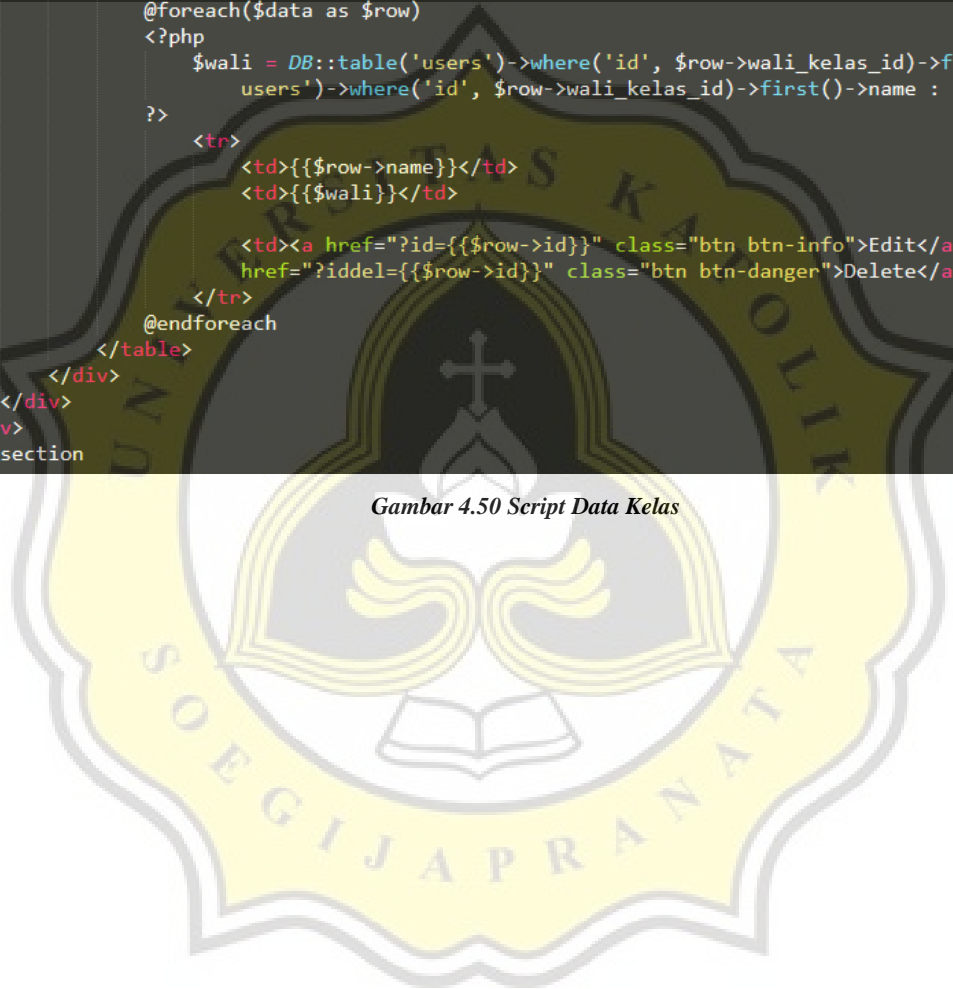 @foreach($data as $row)
<?php
$wali = DB::table('users')->where('id', $row->wali_kelas_id)->f
users')->where('id', $row->wali_kelas_id)->first()->name :
?>
<tr>
<td>{{$row->name}}</td>
<td>{{$wali}}</td>
<td><a href="?id={{$row->id}}" class="btn btn-info">Edit</a
href="?iddel={{$row->id}}" class="btn btn-danger">Delete</a
</tr>
@endforeach
</table>
</div>
</div>
v>
section
Gambar 4.50 Script Data Kelas
UNIVERSITAS KATOLIK
SOEGIJAPRANATA